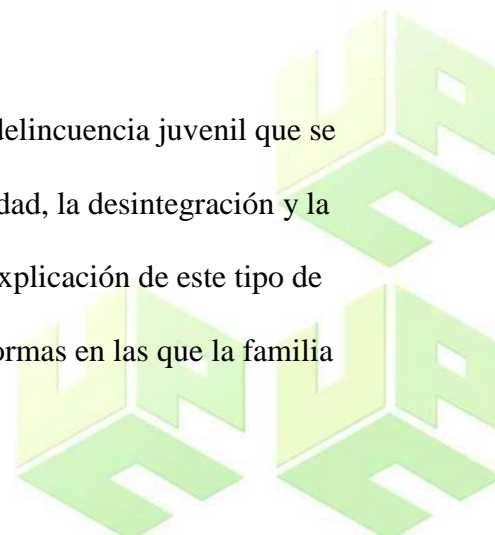 delincuencia juvenil que se
dad, la desintegración y la
xplicación de este tipo de
ormas en las que la familia